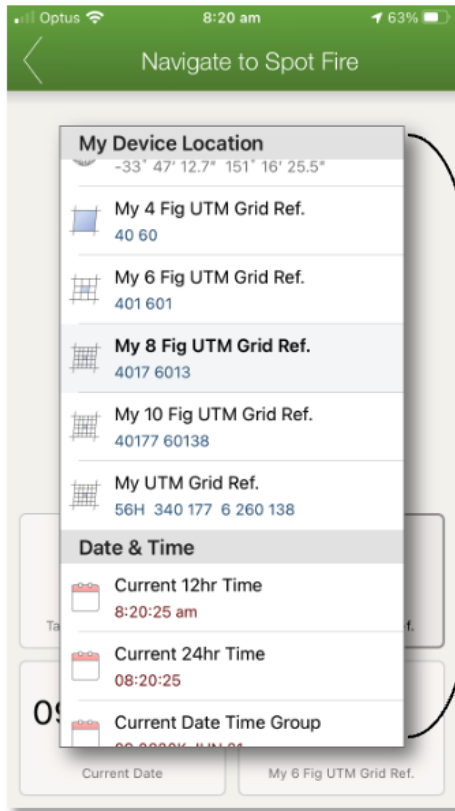 Optus 8:20 am 63%
Navigate to Spot Fire
My Device Location
-33° 47' 12.7" 151° 16' 25.5"
My 4 Fig UTM Grid Ref.
40 60
My 6 Fig UTM Grid Ref.
401 601
My 8 Fig UTM Grid Ref.
4017 6013
My 10 Fig UTM Grid Ref.
40177 60138
My UTM Grid Ref.
56H 340 177 6 260 138
Date & Time
Current 12hr Time
8:20:25 am
Current 24hr Time
08:20:25
Current Date Time Group
Current Date
My 6 Fig UTM Grid Ref.